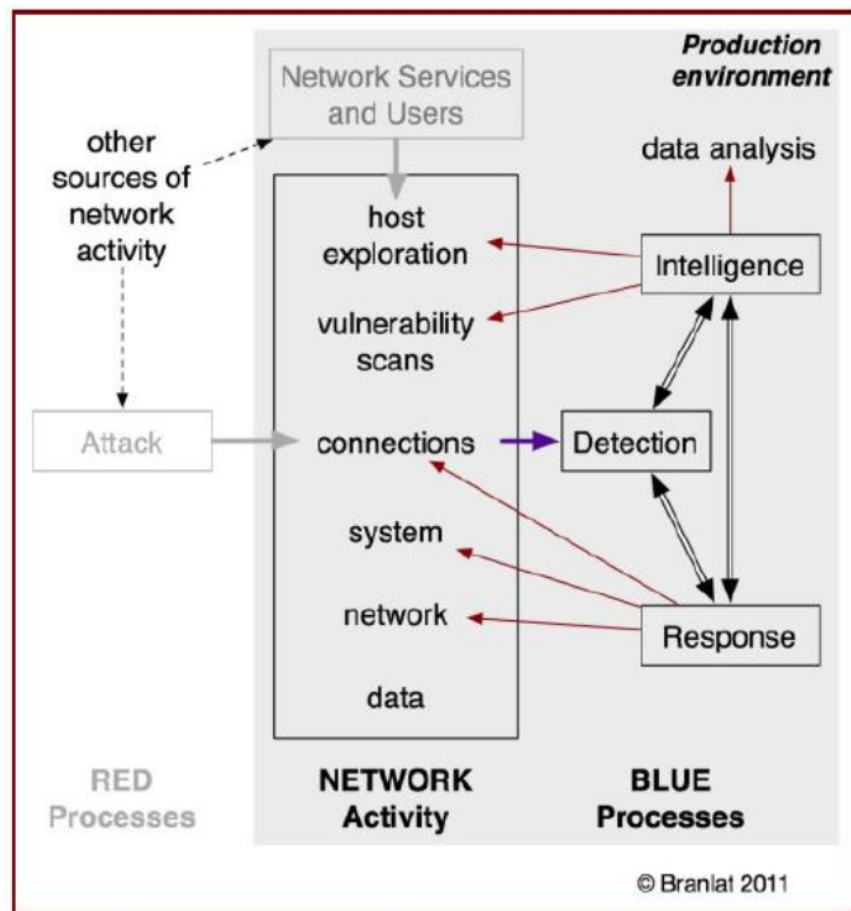 Production
environment
Network Services
and Users
other
sources of
network
activity
data analysis
host
exploration
Intelligence
vulnerability
scans
Attack
connections
Detection
system
network
Response
data
RED
Processes
NETWORK
Activity
BLUE
Processes
© Branlat 2011